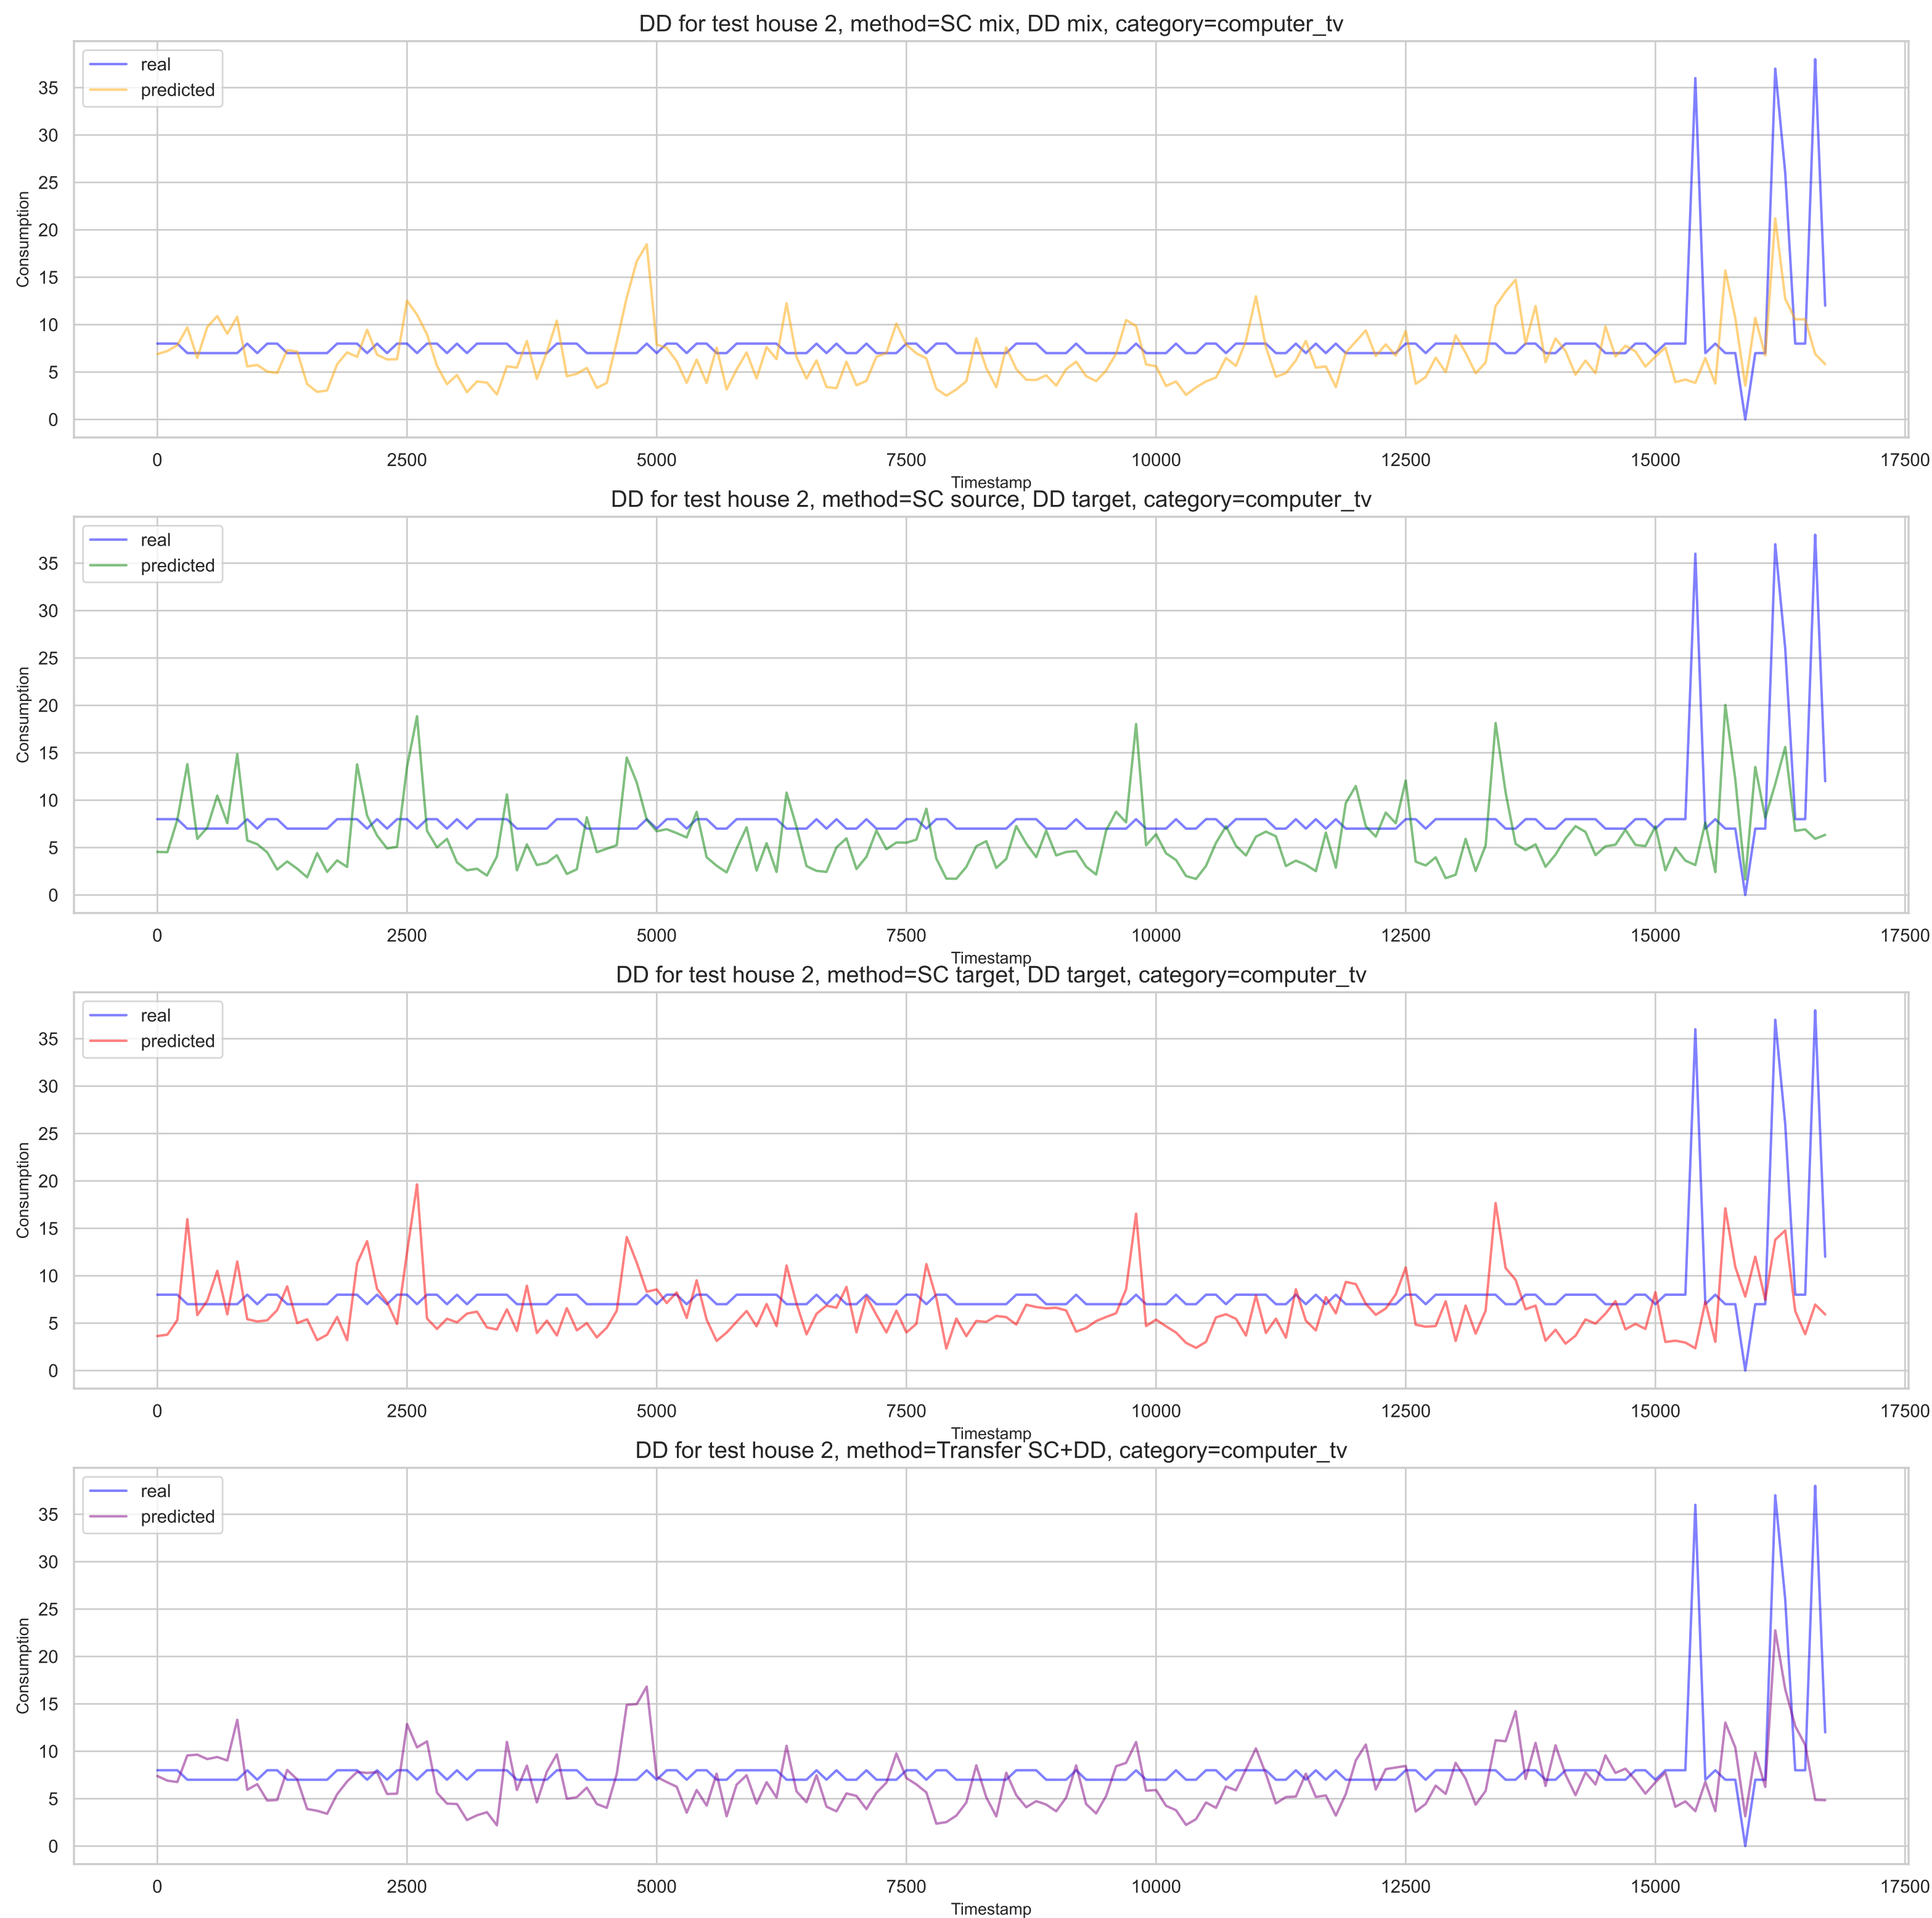 DD for test house 2, method=SC mix, DD mix, category=computer_tv
real
predicted
Consumption
35
30
25
20
15
10
5
0
0 2500 5000 7500 10000 12500 15000 17500
Timestamp
DD for test house 2, method=SC source, DD target, category=computer_tv
real
predicted
Consumption
35
30
25
20
15
10
5
0
0 2500 5000 7500 10000 12500 15000 17500
Timestamp
DD for test house 2, method=SC target, DD target, category=computer_tv
real
predicted
Consumption
35
30
25
20
15
10
5
0
0 2500 5000 7500 10000 12500 15000 17500
Timestamp
DD for test house 2, method=Transfer SC+DD, category=computer_tv
real
predicted
Consumption
35
30
25
20
15
10
5
0
0 2500 5000 7500 10000 12500 15000 17500
Timestamp